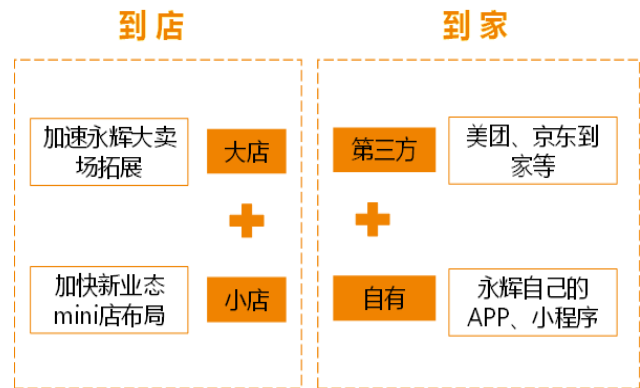 到店
到家
加速永辉大卖
场拓展
大店
第三方
美团、京东到
家等
加快新业态
mini店布局
小店
自有
永辉自己的
APP、小程序